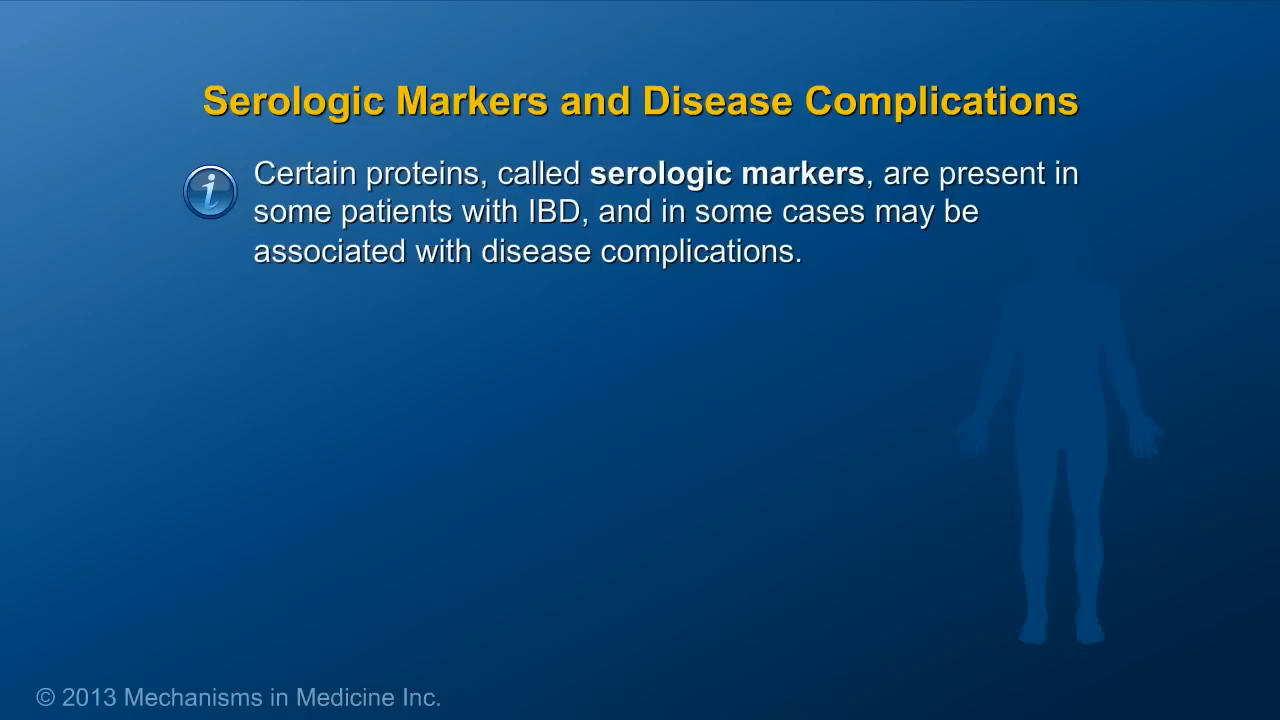 Serologic Markers and Disease Complications
Certain proteins, called serologic markers, are present in
some patients with IBD, and in some cases may be
associated with disease complications.
© 2013 Mechanisms in Medicine Inc.